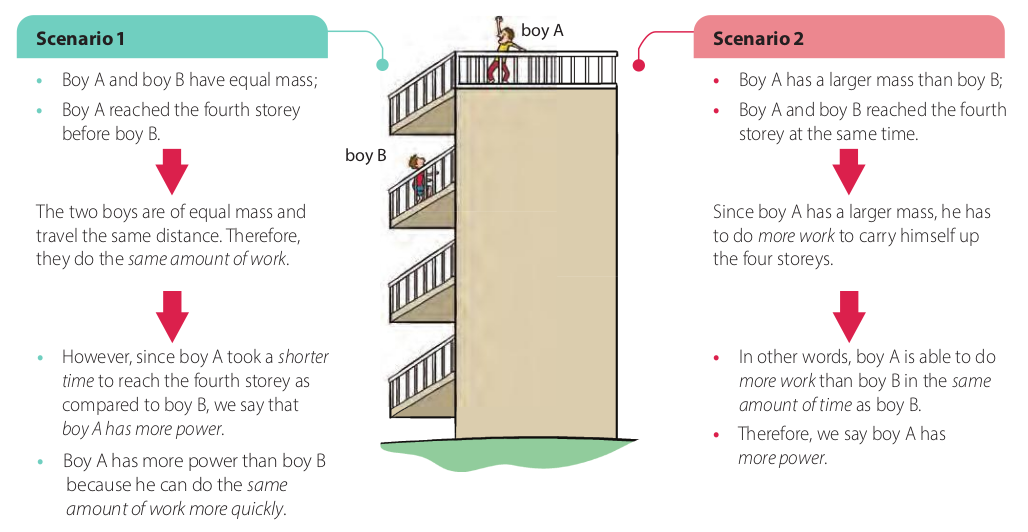 Scenario 1
• Boy A and boy B have equal mass;
• Boy A reached the fourth storey
before boy B.
The two boys are of equal mass and
travel the same distance. Therefore,
they do the same amount of work.
• However, since boy A took a shorter
time to reach the fourth storey as
compared to boy B, we say that
boy A has more power.
• Boy A has more power than boy B
because he can do the same
amount of work more quickly.
boy A
boy B
Scenario 2
• Boy A has a larger mass than boy B;
• Boy A and boy B reached the fourth
storey at the same time.
Since boy A has a larger mass, he has
to do more work to carry himself up
the four storeys.
• In other words, boy A is able to do
more work than boy B in the same
amount of time as boy B.
• Therefore, we say boy A has
more power.